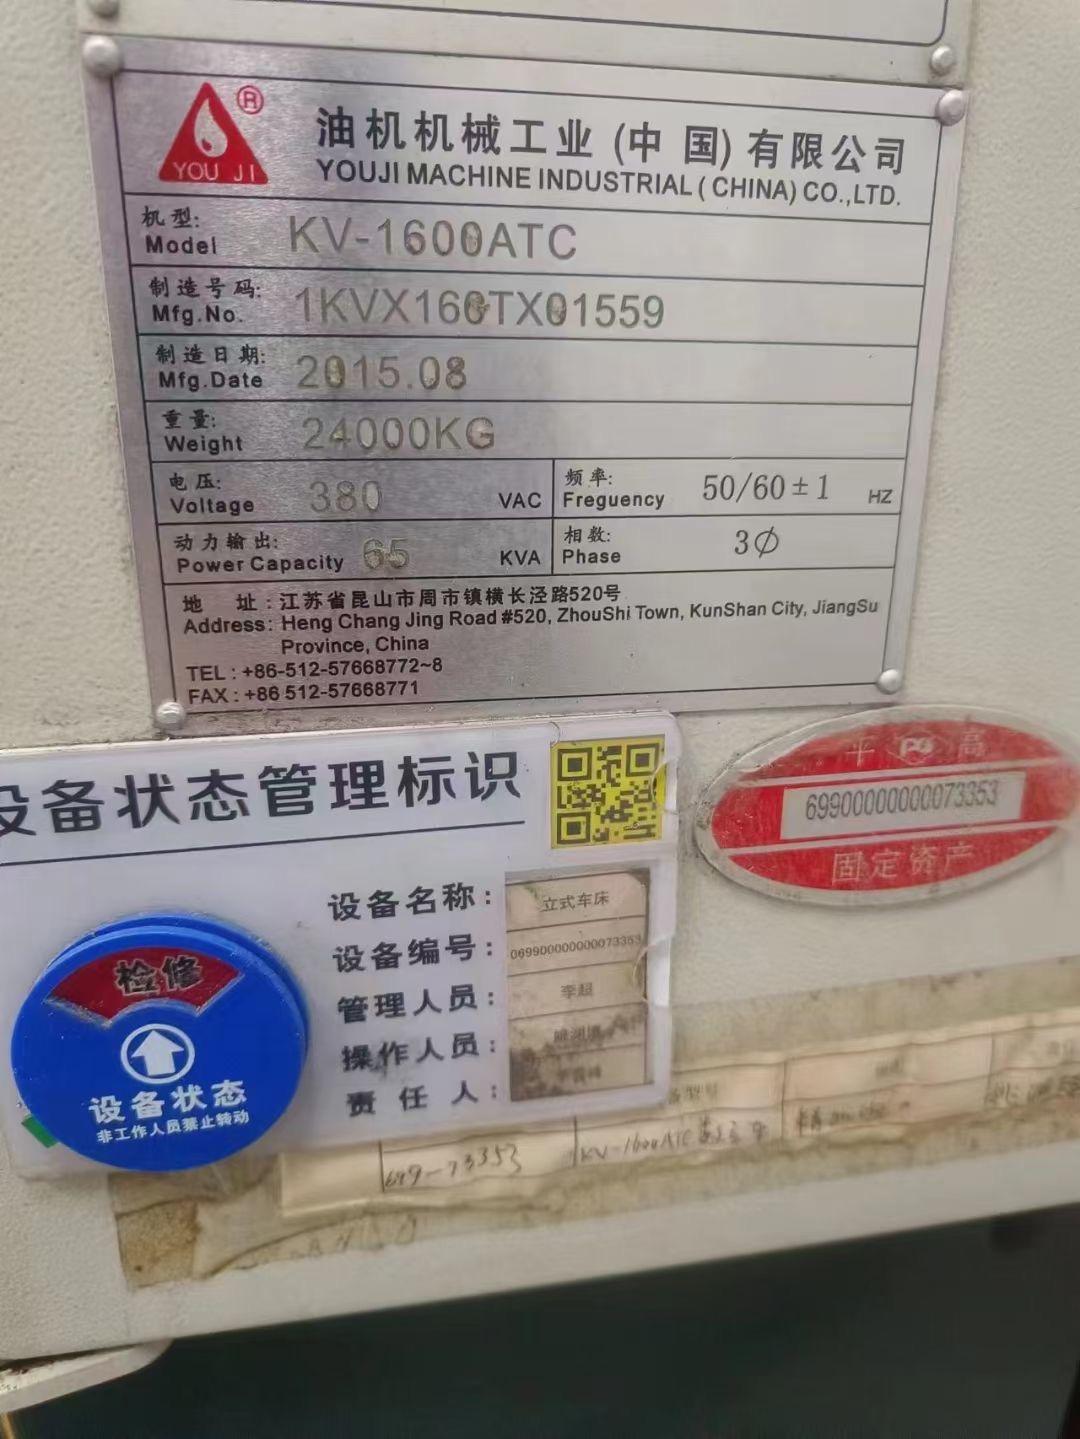 YOU JI
®
油机机械工业(中国)有限公司
YOUJI MACHINE INDUSTRIAL (CHINA) CO.,LTD.
机型:
Model KV-1600ATC
制造号码:
Mfg.No. 1KVX160TX01559
制造日期:
Mfg.Date 2015.08
重量:
Weight 24000KG
电压:
Voltage 380 VAC
频率:
Freguency 50/60±1 HZ
动力输出:
Power Capacity 65 KVA
相数:
Phase 3∅
地 址:江苏省昆山市周市镇横长泾路520号
Address: Heng Chang Jing Road #520, ZhouShi Town, KunShan City, JiangSu
Province, China
TEL : +86-512-57668772~8
FAX : +86 512-57668771
设备状态管理标识
平 PG 高
69900000000073353
固定资产
设备名称: 立式车床
设备编号: 069900000000073353
管理人员: 李超
操作人员:
责任人:
检修
设备状态
非工作人员禁止转动
699-73353
KV-1600ATC